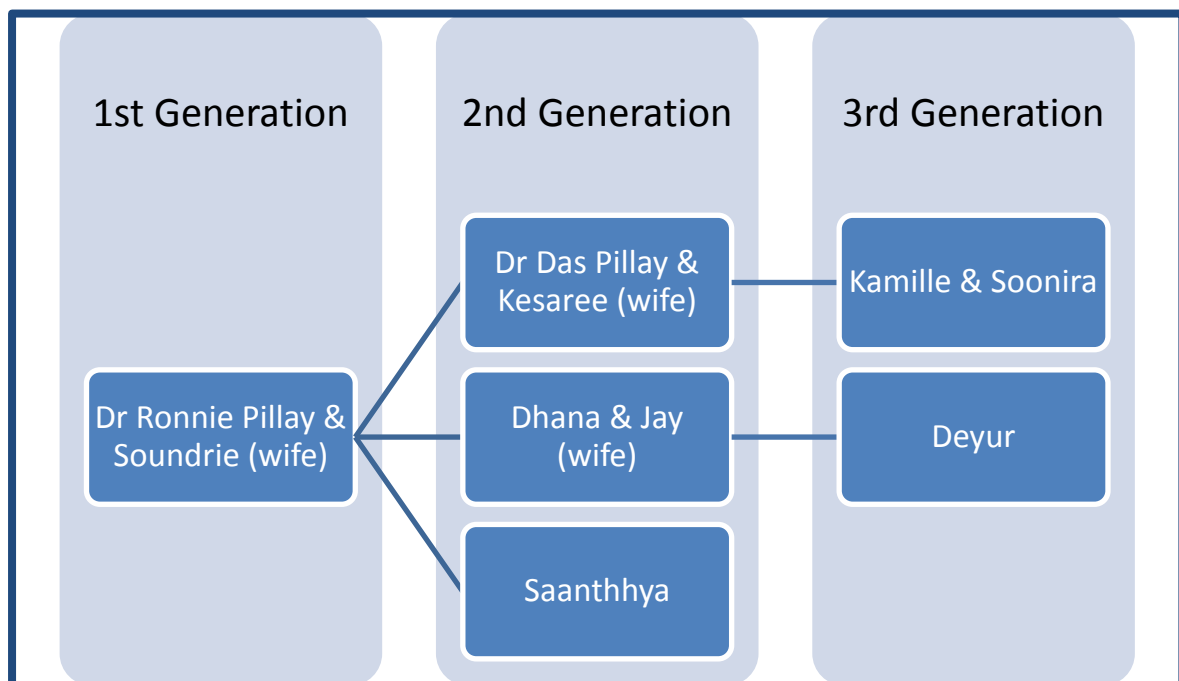 1st Generation
2nd Generation
3rd Generation
Dr Ronnie Pillay &
Soundrie (wife)
Dr Das Pillay &
Kesaree (wife)
Dhana & Jay
(wife)
Saanthhya
Kamille & Soonira
Deyur